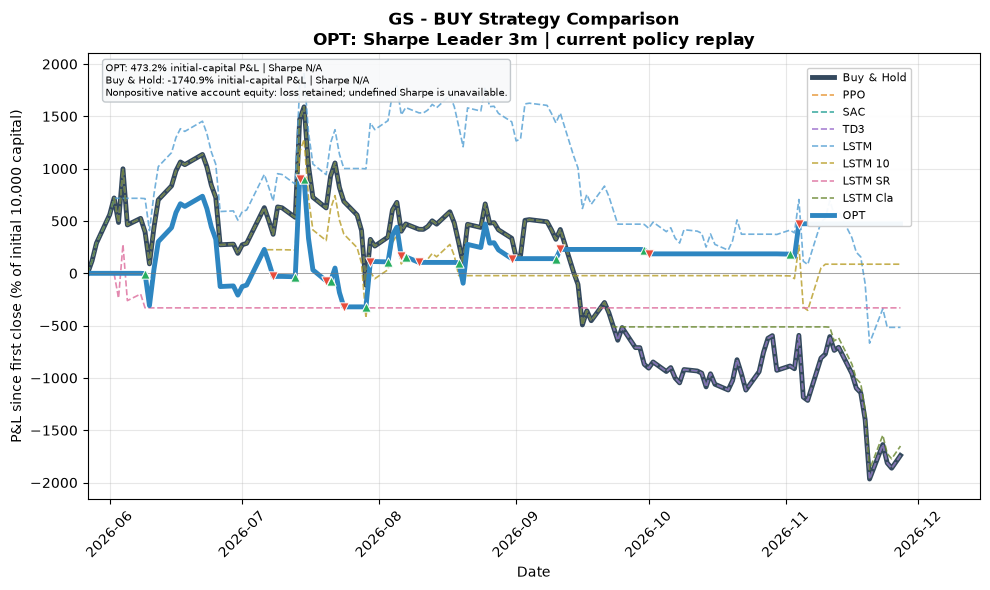 GS - BUY Strategy Comparison
OPT: Sharpe Leader 3m | current policy replay
OPT: 473.2% initial-capital P&L | Sharpe N/A
Buy & Hold: -1740.9% initial-capital P&L | Sharpe N/A
Nonpositive native account equity: loss retained; undefined Sharpe is unavailable.
Buy & Hold
PPO
SAC
TD3
LSTM
LSTM 10
LSTM SR
LSTM Cla
OPT
P&L since first close (% of initial 10,000 capital)
2000
1500
1000
500
0
−500
−1000
−1500
−2000
2026-06
2026-07
2026-08
2026-09
2026-10
2026-11
2026-12
Date